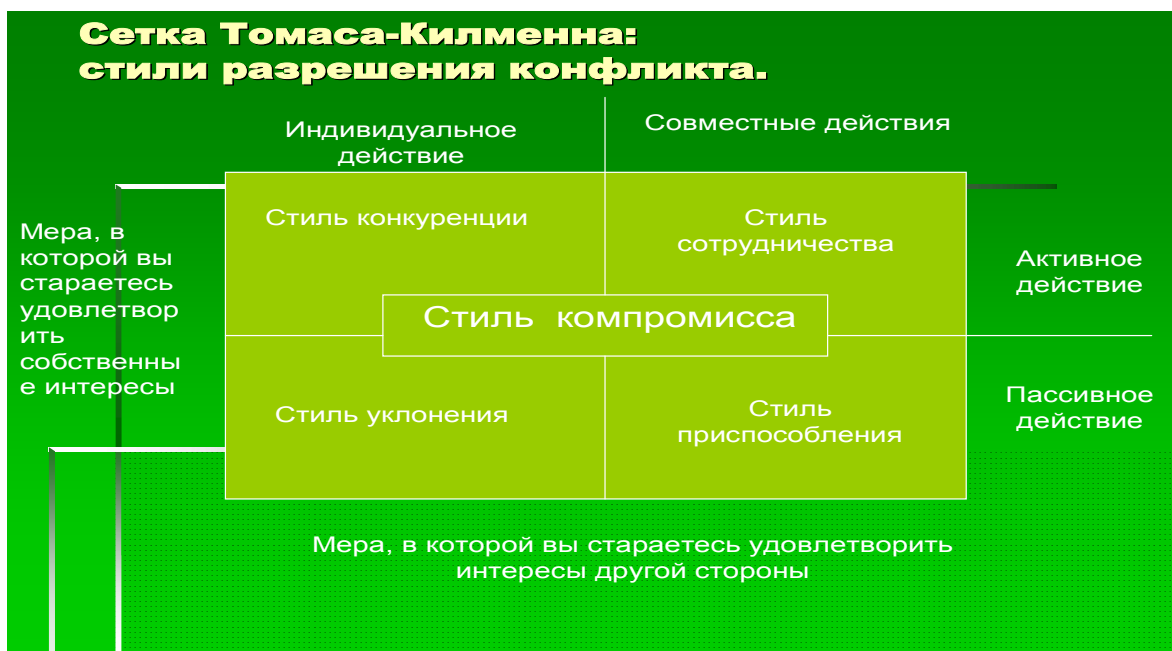 Сетка Томаса-Килменна:
стили разрешения конфликта.
Индивидуальное
действие
Совместные действия
Мера, в
которой вы
стараетесь
удовлетвор
ить
собственны
е интересы
Стиль конкуренции
Стиль
сотрудничества
Активное
действие
Стиль компромисса
Стиль уклонения
Стиль
приспособления
Пассивное
действие
Мера, в которой вы стараетесь удовлетворить
интересы другой стороны